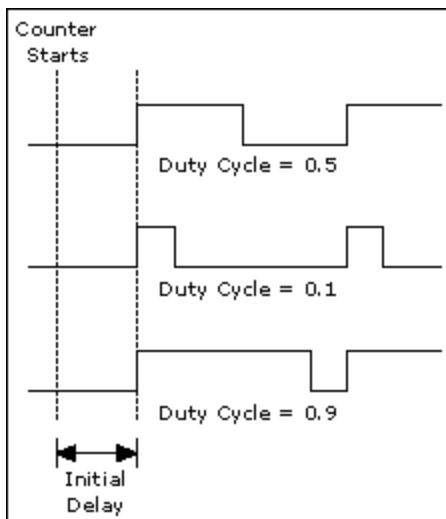 Counter
Starts
Duty Cycle = 0.5
Duty Cycle = 0.1
Duty Cycle = 0.9
Initial
Delay